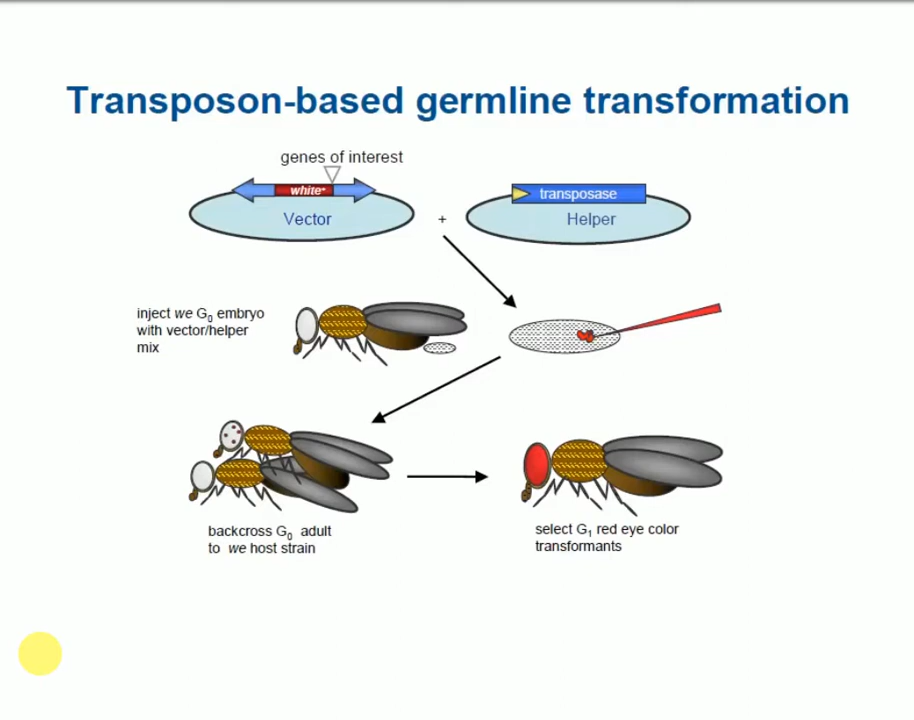 Transposon-based germline transformation
genes of interest
white⁺
transposase
Vector
+
Helper
inject we G₀ embryo
with vector/helper
mix
backcross G₀ adult
to we host strain
select G₁ red eye color
transformants